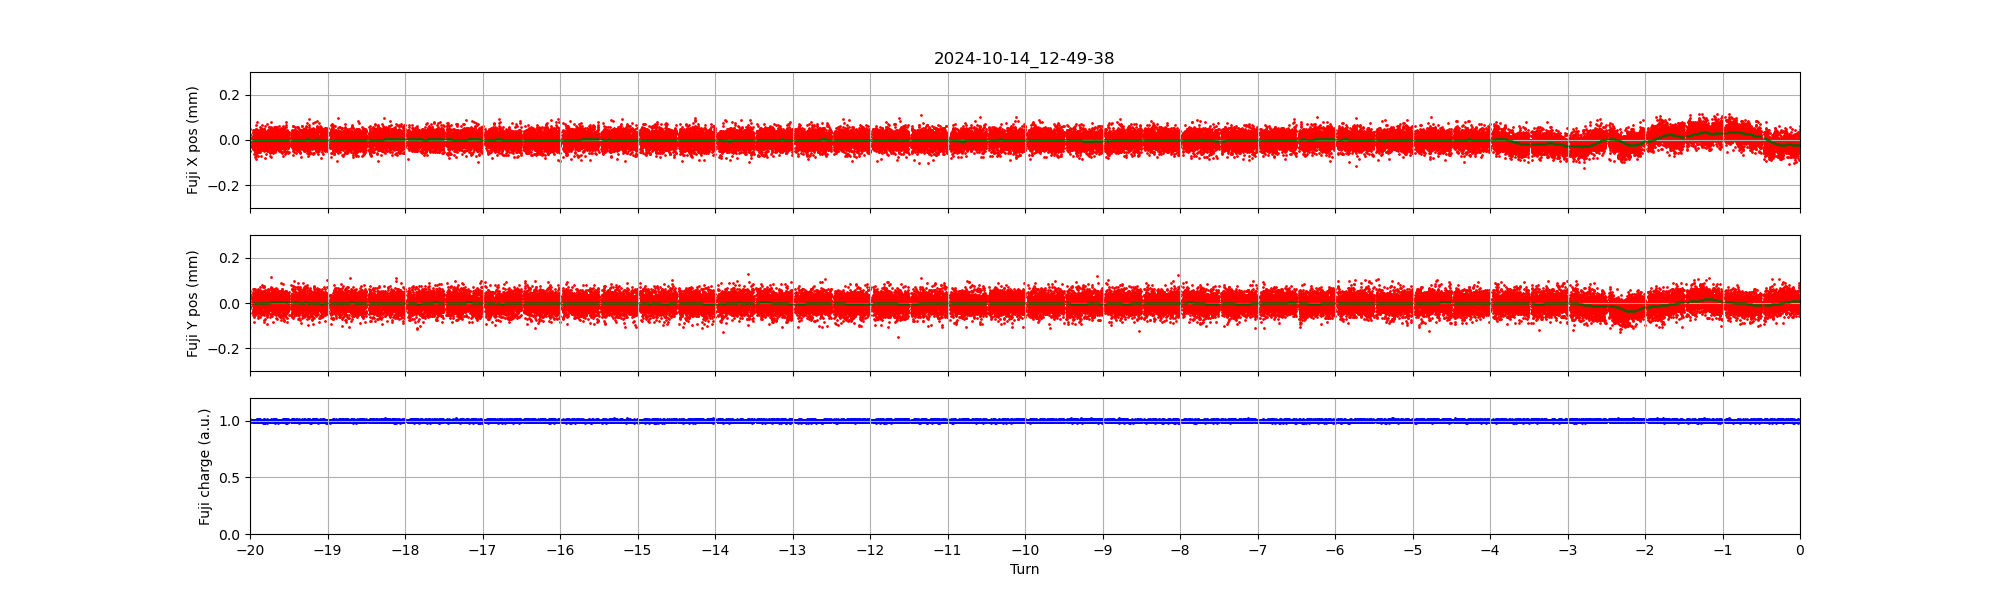 2024-10-14_12-49-38
Fuji X pos (mm)
0.2
0.0
−0.2
Fuji Y pos (mm)
0.2
0.0
−0.2
Fuji charge (a.u.)
1.0
0.5
0.0
−20 −19 −18 −17 −16 −15 −14 −13 −12 −11 −10 −9 −8 −7 −6 −5 −4 −3 −2 −1 0
Turn